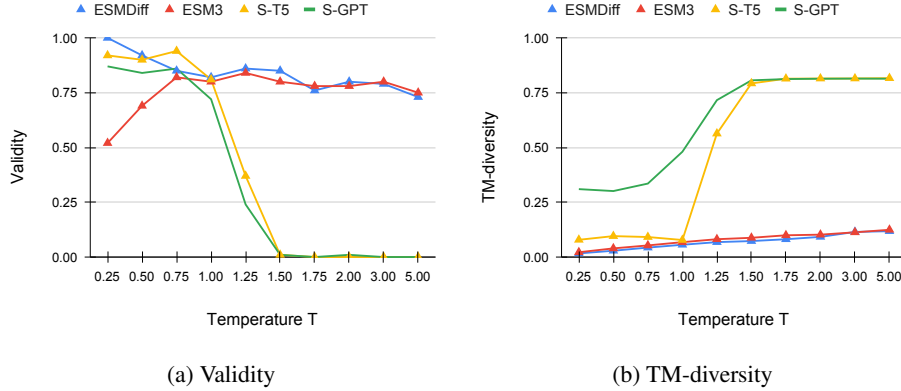 ESMDiff ESM3 S-T5 S-GPT
1.00
0.75
0.50
0.25
0.00
Validity
0.25 0.50 0.75 1.00 1.25 1.50 1.75 2.00 3.00 5.00
Temperature T
(a) Validity
ESMDiff ESM3 S-T5 S-GPT
1.00
0.75
0.50
0.25
0.00
TM-diversity
0.25 0.50 0.75 1.00 1.25 1.50 1.75 2.00 3.00 5.00
Temperature T
(b) TM-diversity